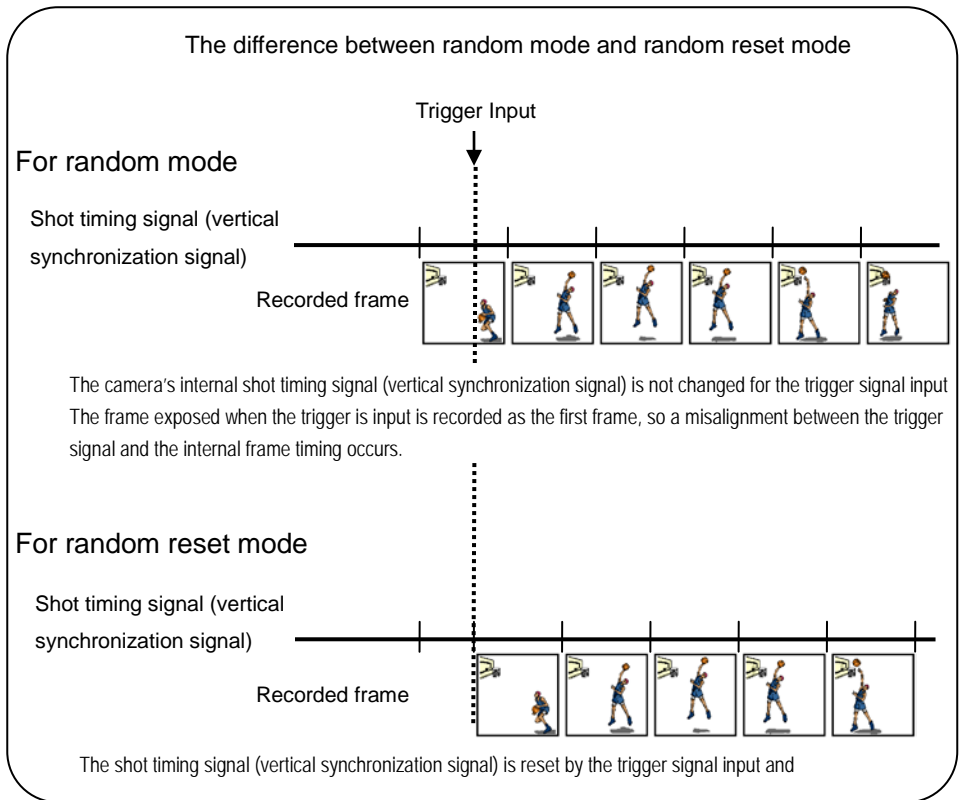 The difference between random mode and random reset mode
Trigger Input
For random mode
Shot timing signal (vertical
synchronization signal)
Recorded frame
The camera's internal shot timing signal (vertical synchronization signal) is not changed for the trigger signal input
The frame exposed when the trigger is input is recorded as the first frame, so a misalignment between the trigger
signal and the internal frame timing occurs.
For random reset mode
Shot timing signal (vertical
synchronization signal)
Recorded frame
The shot timing signal (vertical synchronization signal) is reset by the trigger signal input and